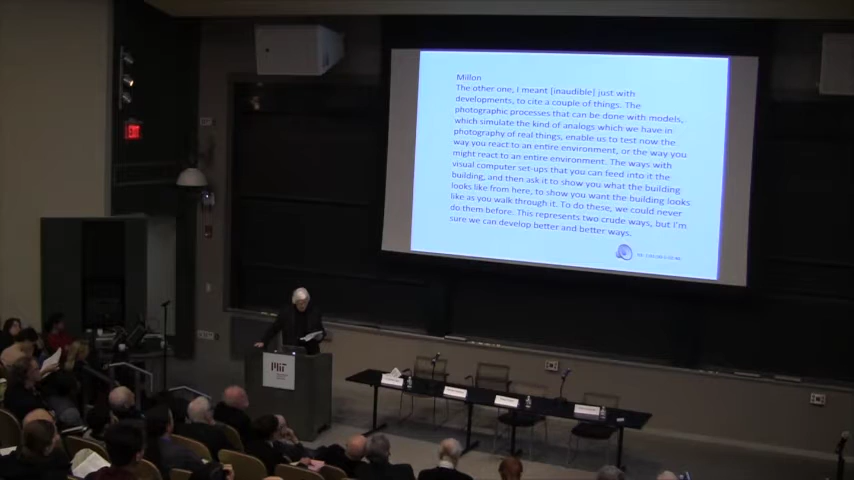 Millon
The other one, I meant [inaudible] just with
developments, to cite a couple of things. The
photographic processes that can be done with models,
which simulate the kind of analogs which we have in
photography of real things, enable us to test now the
way you react to an entire environment, or the way you
might react to an entire environment. The ways with
visual computer set-ups that you can feed into it the
building, and then ask it to show you what the building
looks like from here, to show you want the building looks
like as you walk through it. To do these, we could never
do them before. This represents two crude ways, but I'm
sure we can develop better and better ways.
EXIT
MIT